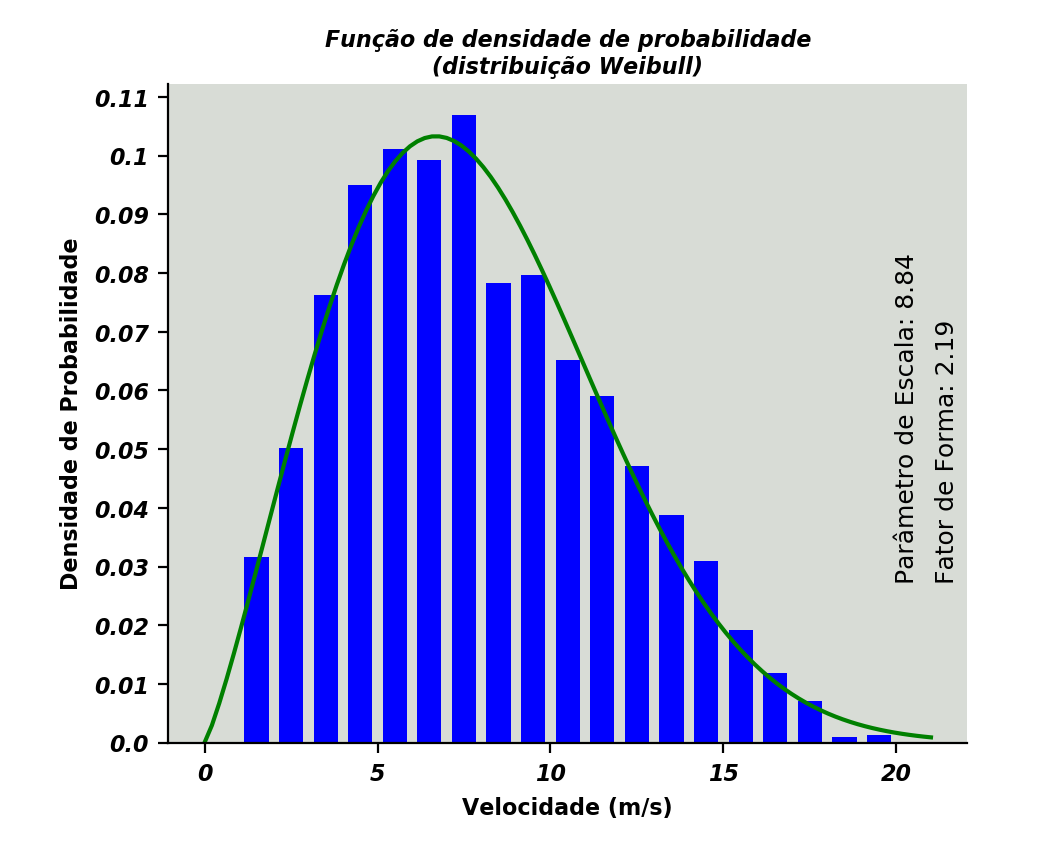 Função de densidade de probabilidade
(distribuição Weibull)
Densidade de Probabilidade
0.11
0.1
0.09
0.08
0.07
0.06
0.05
0.04
0.03
0.02
0.01
0.0
Parâmetro de Escala: 8.84
Fator de Forma: 2.19
0
5
10
15
20
Velocidade (m/s)